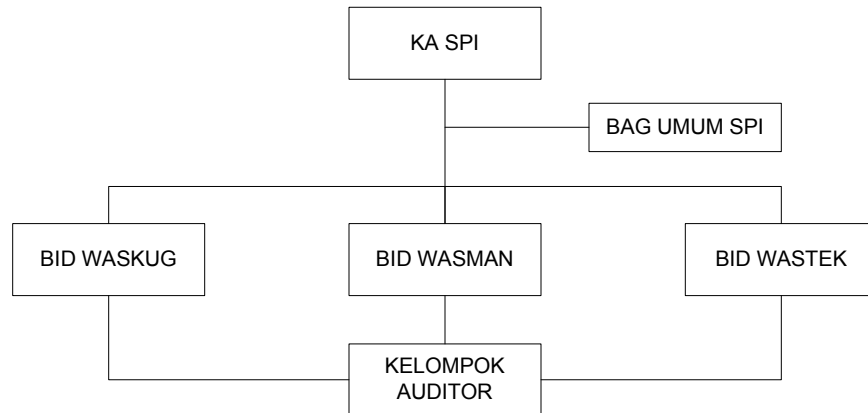 KA SPI
BAG UMUM SPI
BID WASKUG
BID WASMAN
BID WASTEK
KELOMPOK
AUDITOR